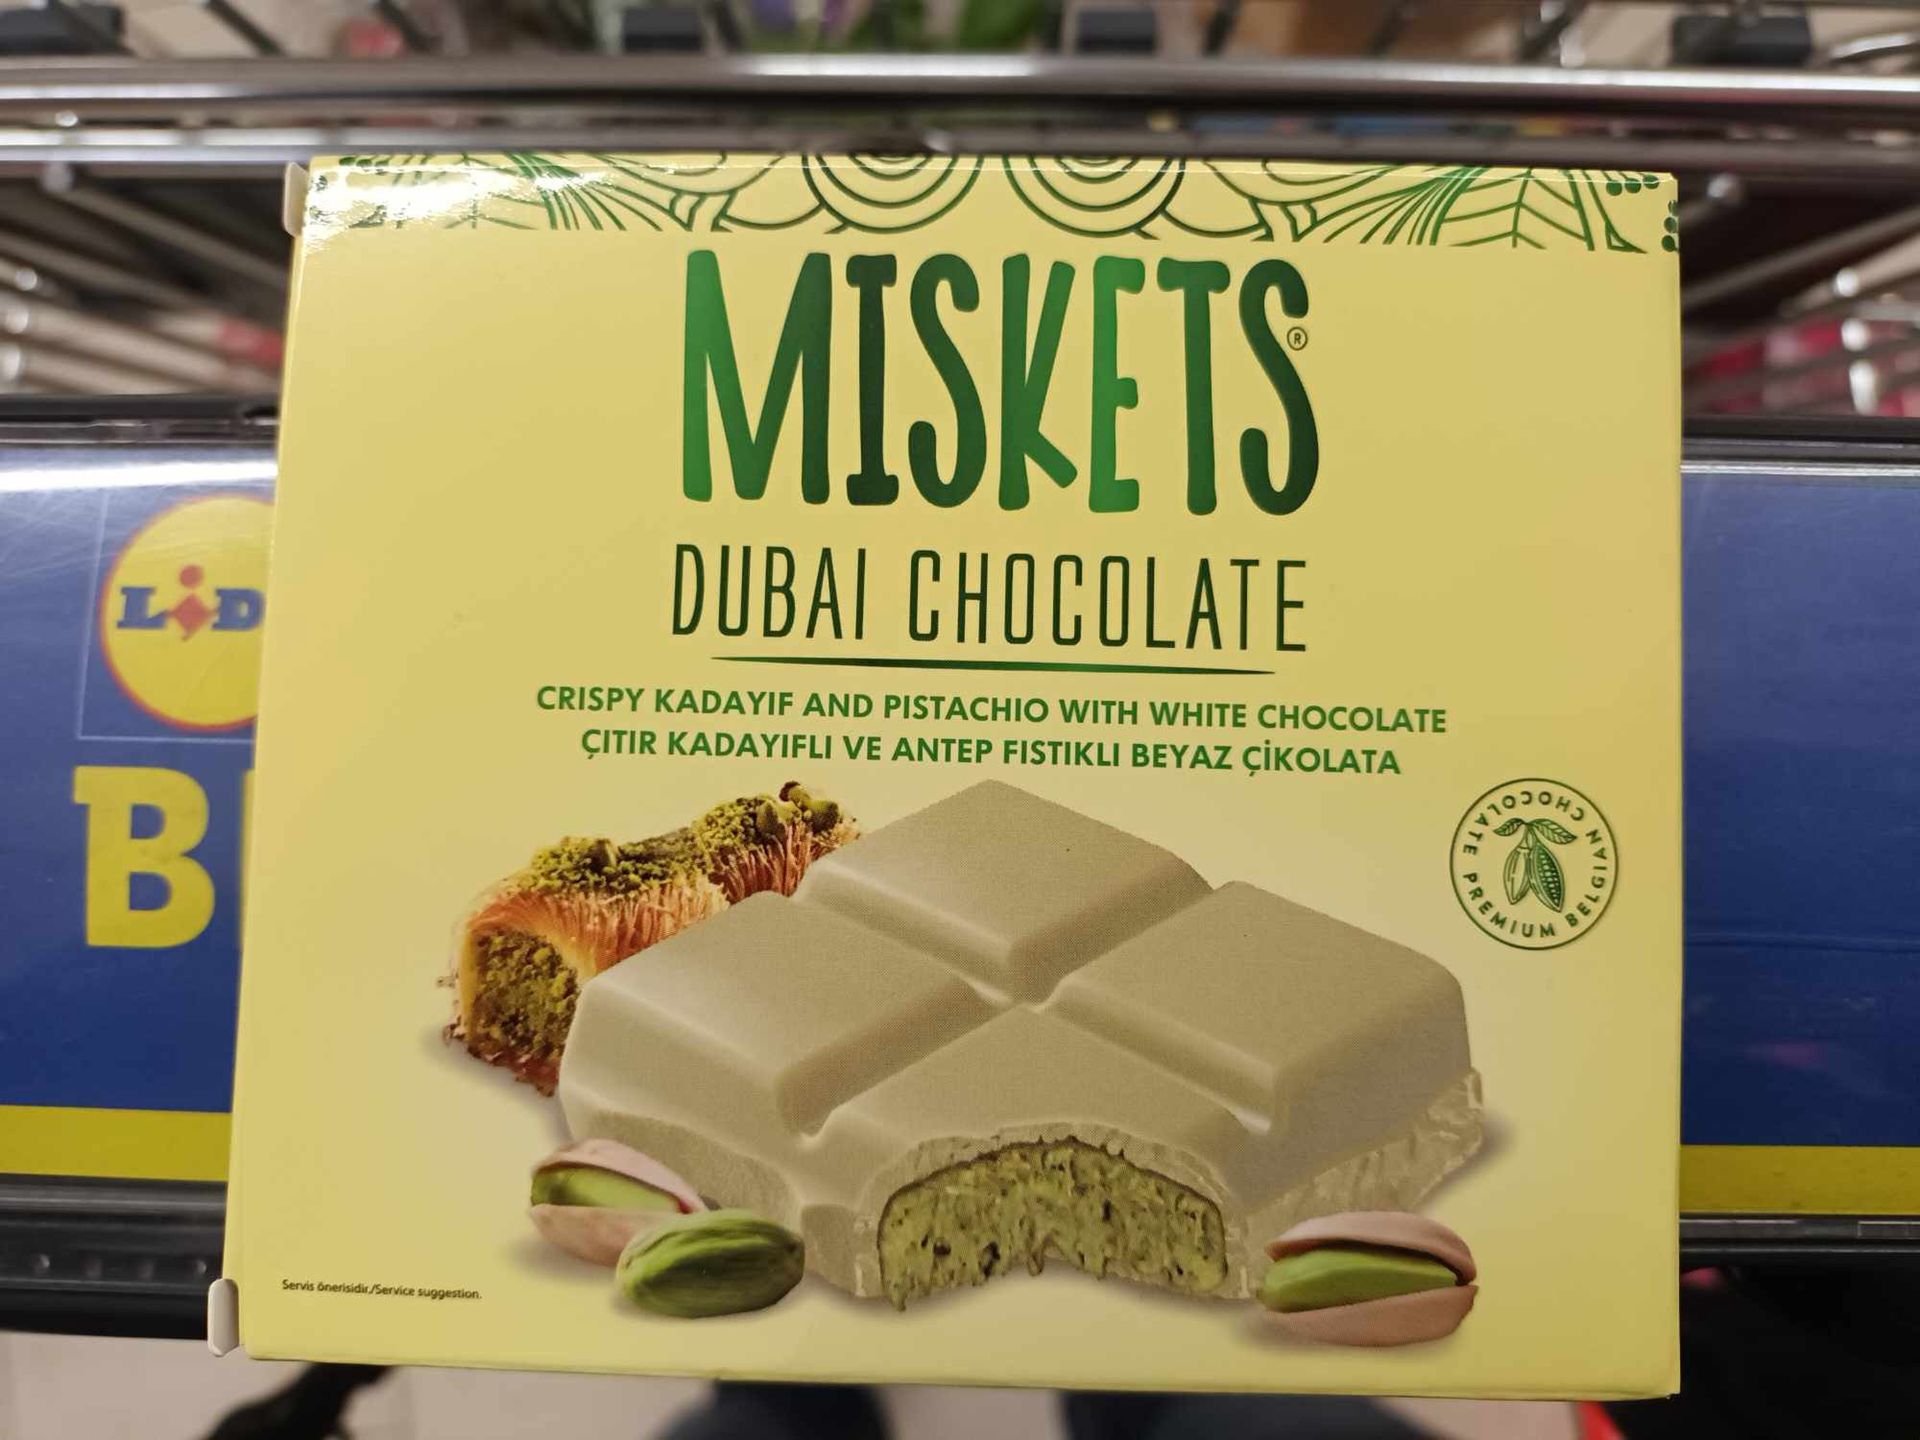 MISKETS®
DUBAI CHOCOLATE
CRISPY KADAYIF AND PISTACHIO WITH WHITE CHOCOLATE
ÇITIR KADAYIFLI VE ANTEP FISTIKLI BEYAZ ÇİKOLATA
PREMIUM BELGIAN CHOCOLATE
LID
B
Servis önerisidir./Service suggestion.